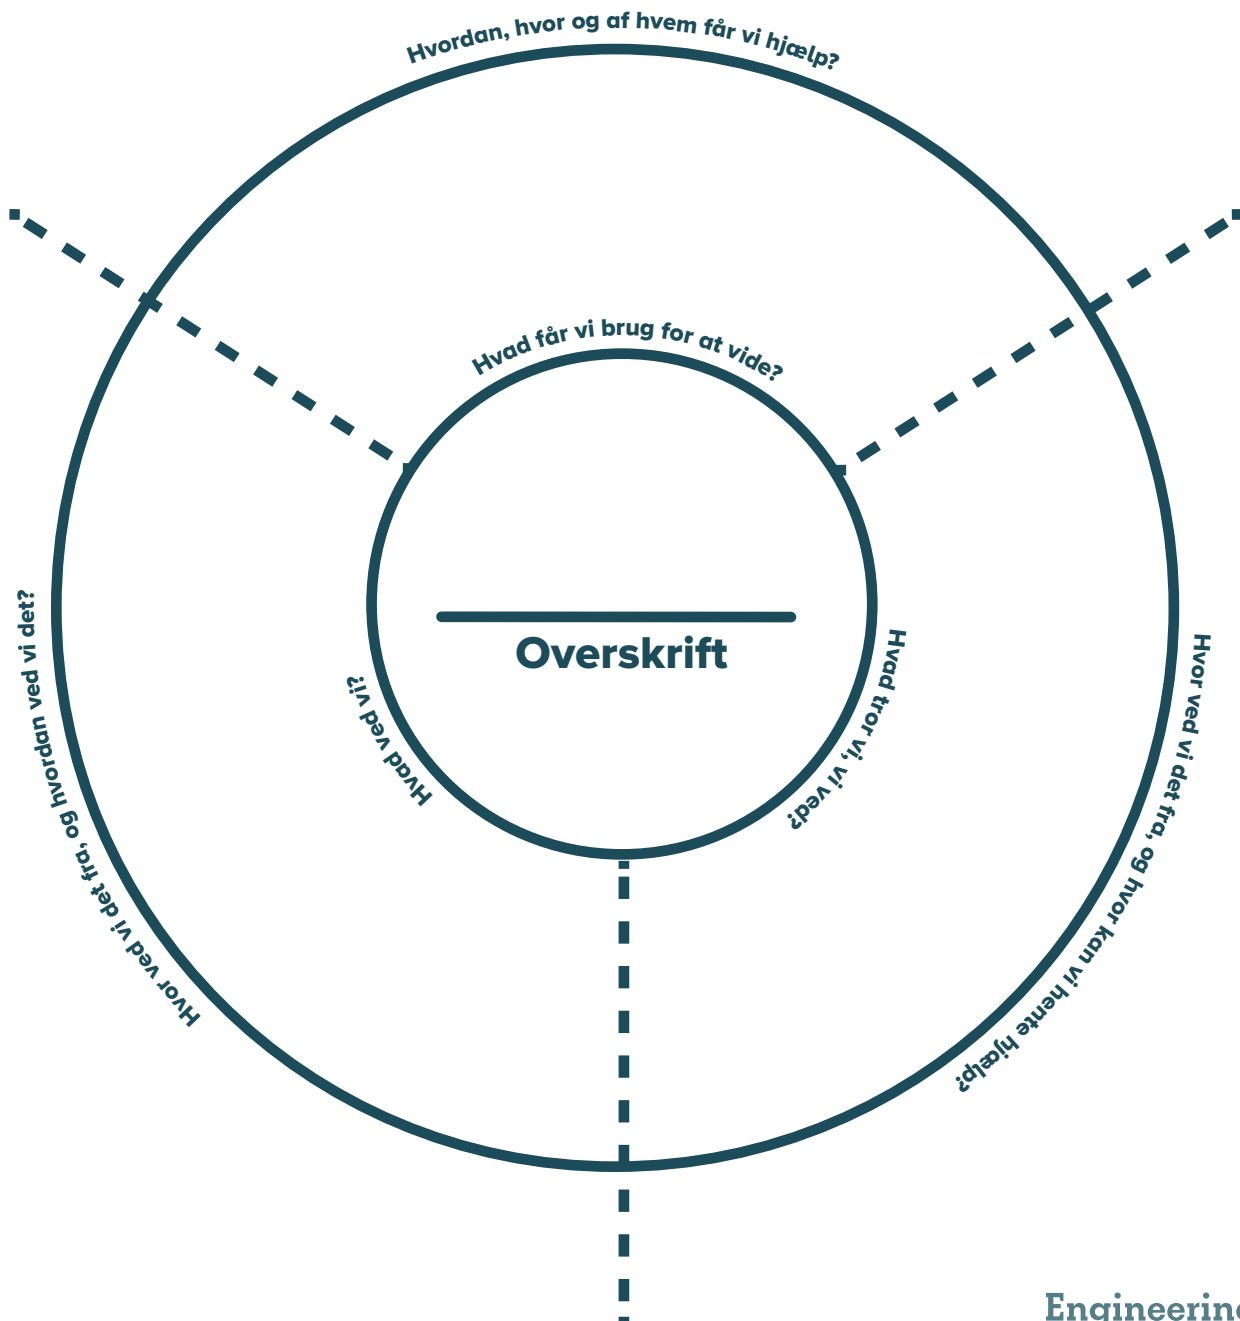 Hvordan, hvor og af hvem får vi hjælp?
Hvad får vi brug for at vide?
Overskrift
Hvad ved vi?
Hvad tror vi, vi ved?
Hvor ved vi det fra, og hvordan ved vi det?
Hvor ved vi det fra, og hvor kan vi hente hjælp?
Engineering